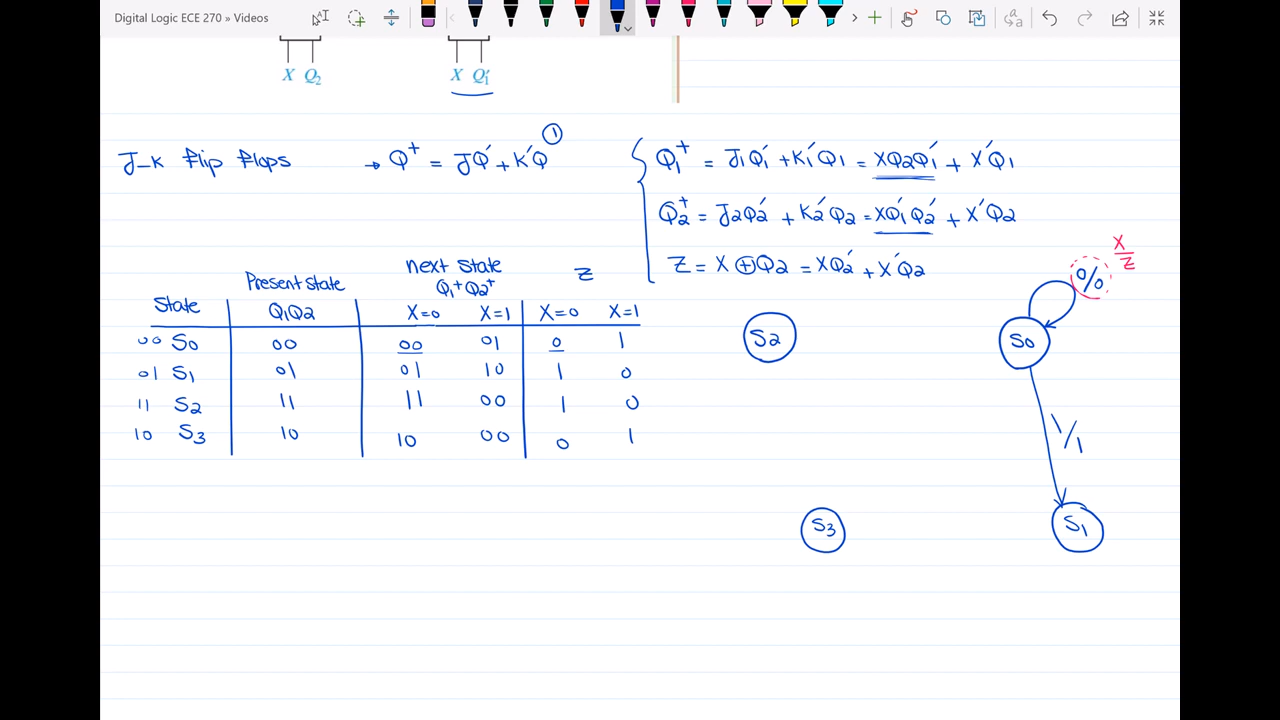 Digital Logic ECE 270 » Videos
X Q₂ X Q₁′
J-K Flip Flops → Q⁺ = JQ′ + K′Q ①
Q₁⁺ = J₁Q₁′ + K₁′Q₁ = XQ₂Q₁′ + X′Q₁
Q₂⁺ = J₂Q₂′ + K₂′Q₂ = XQ₁′Q₂′ + X′Q₂
Z = X ⊕ Q₂ = XQ₂′ + X′Q₂
Present state next state Z
State Q₁Q₂ Q₁⁺Q₂⁺
X=0 X=1 X=0 X=1
00 S0 00 00 01 0 1
01 S1 01 01 10 1 0
11 S2 11 11 00 1 0
10 S3 10 10 00 0 1
X/Z
0/0
S2
S0
1/1
S3
S1